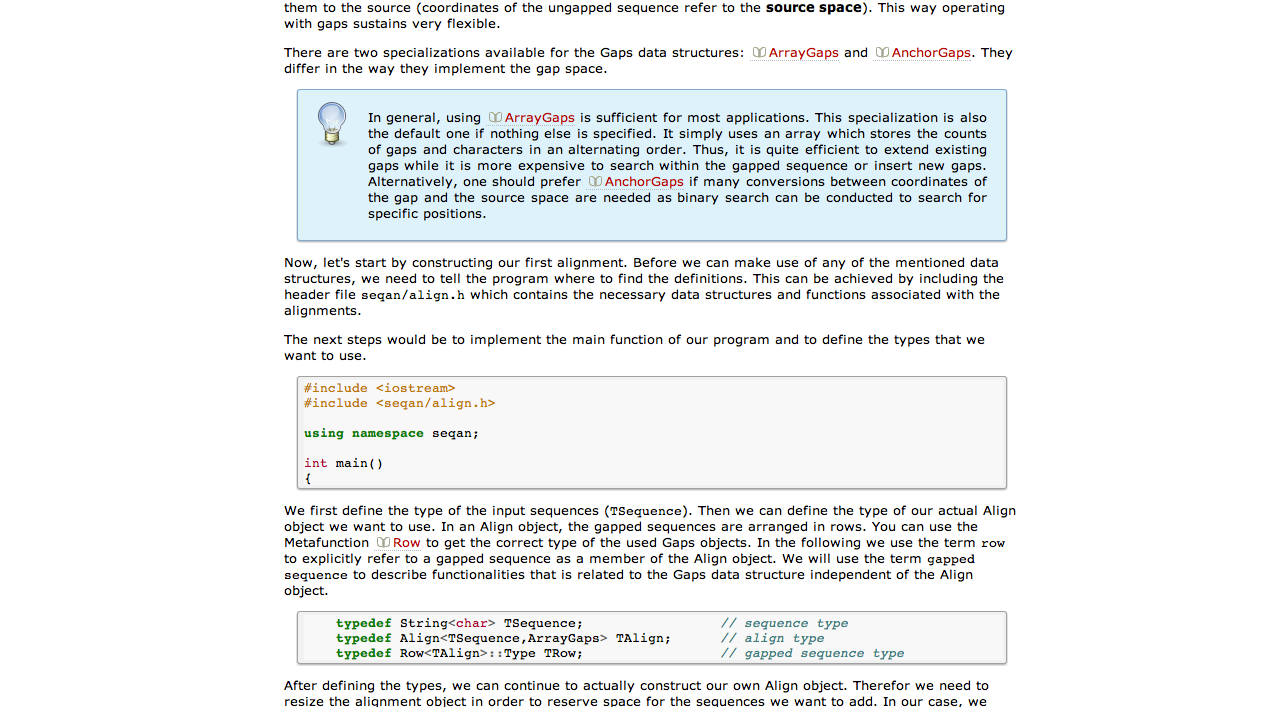 them to the source (coordinates of the ungapped sequence refer to the source space). This way operating
with gaps sustains very flexible.
There are two specializations available for the Gaps data structures: ArrayGaps and AnchorGaps. They
differ in the way they implement the gap space.
In general, using ArrayGaps is sufficient for most applications. This specialization is also
the default one if nothing else is specified. It simply uses an array which stores the counts
of gaps and characters in an alternating order. Thus, it is quite efficient to extend existing
gaps while it is more expensive to search within the gapped sequence or insert new gaps.
Alternatively, one should prefer AnchorGaps if many conversions between coordinates of
the gap and the source space are needed as binary search can be conducted to search for
specific positions.
Now, let's start by constructing our first alignment. Before we can make use of any of the mentioned data
structures, we need to tell the program where to find the definitions. This can be achieved by including the
header file seqan/align.h which contains the necessary data structures and functions associated with the
alignments.
The next steps would be to implement the main function of our program and to define the types that we
want to use.
#include <iostream>
#include <seqan/align.h>
using namespace seqan;
int main()
{
We first define the type of the input sequences (TSequence). Then we can define the type of our actual Align
object we want to use. In an Align object, the gapped sequences are arranged in rows. You can use the
Metafunction Row to get the correct type of the used Gaps objects. In the following we use the term row
to explicitly refer to a gapped sequence as a member of the Align object. We will use the term gapped
sequence to describe functionalities that is related to the Gaps data structure independent of the Align
object.
typedef String<char> TSequence; // sequence type
typedef Align<TSequence,ArrayGaps> TAlign; // align type
typedef Row<TAlign>::Type TRow; // gapped sequence type
After defining the types, we can continue to actually construct our own Align object. Therefor we need to
resize the alignment object in order to reserve space for the sequences we want to add. In our case, we